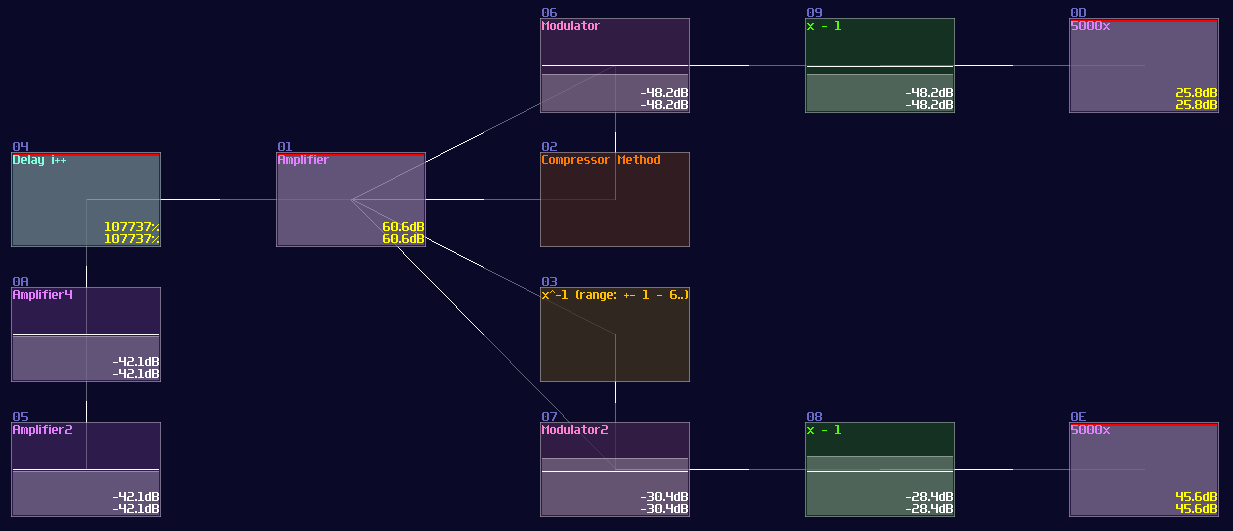 06
Modulator
-48.2dB
-48.2dB
09
x - 1
-48.2dB
-48.2dB
0D
5000x
25.8dB
25.8dB
04
Delay i++
107737%
107737%
01
Amplifier
60.6dB
60.6dB
02
Compressor Method
0A
Amplifier4
-42.1dB
-42.1dB
03
x^-1 (range: +- 1 - 6..)
05
Amplifier2
-42.1dB
-42.1dB
07
Modulator2
-30.4dB
-30.4dB
08
x - 1
-28.4dB
-28.4dB
0E
5000x
45.6dB
45.6dB